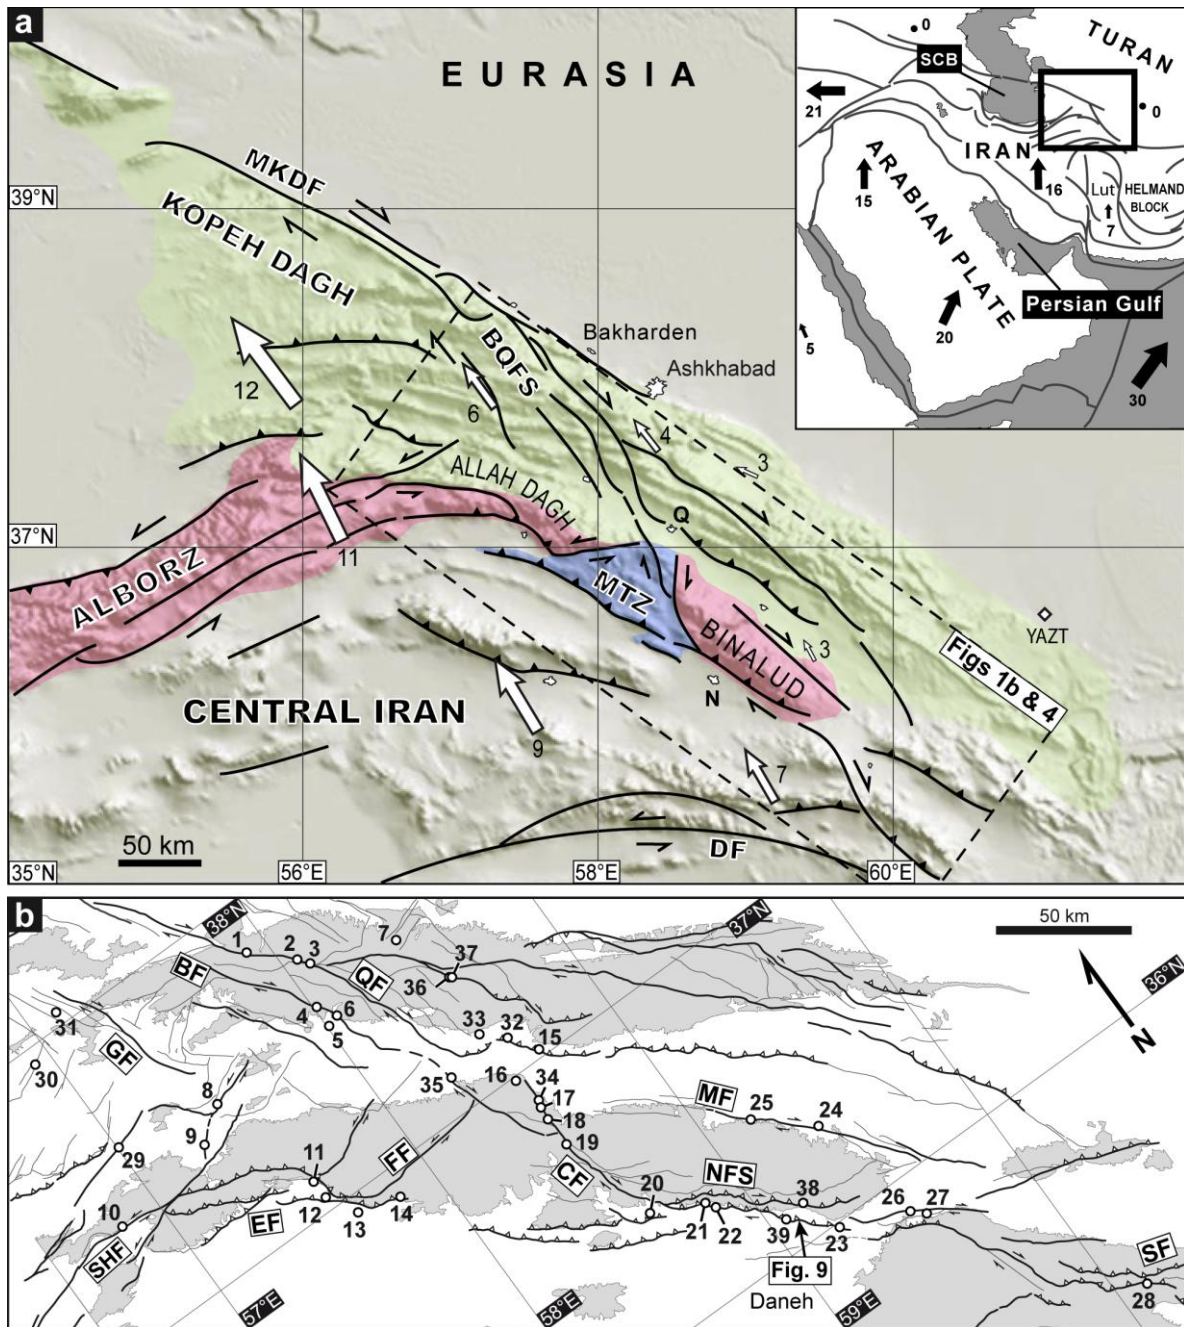 a
EURASIA
MKDF
39°N
KOPEH DAGH
BQFS
Bakharden
Ashkhabad
12
6
4
3
ALLAH DAGH
37°N
Q
11
ALBORZ
MTZ
BINALUD
3
YAZT
Figs 1b & 4
N
CENTRAL IRAN
9
7
50 km
DF
35°N
56°E
58°E
60°E
0
TURAN
SCB
21
0
IRAN
ARABIAN PLATE
15
16
Lut
HELMAND
BLOCK
7
Persian Gulf
20
5
30
b
38°N
37°N
50 km
36°N
N
1
2
3
7
BF
QF
37
36
31
4
6
5
33
32
15
GF
30
8
35
16
34
17
18
MF
25
24
9
29
19
11
FF
CF
NFS
20
38
26
27
10
EF
12
13
14
21
22
39
23
SHF
Fig. 9
Daneh
SF
28
57°E
58°E
59°E